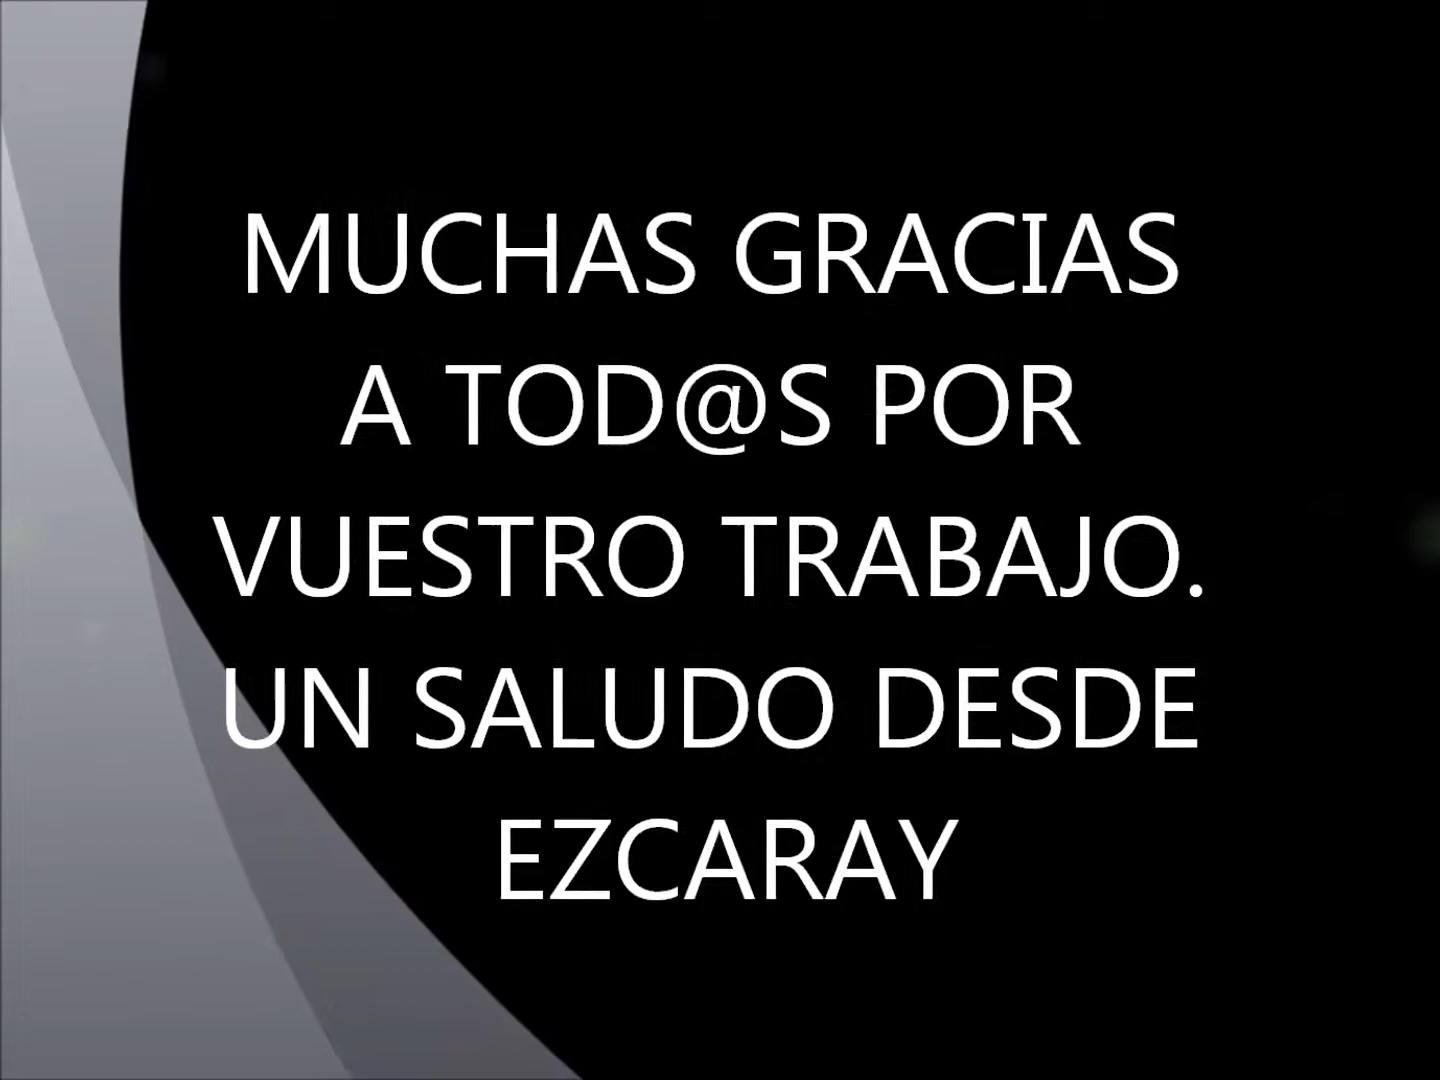 MUCHAS GRACIAS
A TOD@S POR
VUESTRO TRABAJO.
UN SALUDO DESDE
EZCARAY